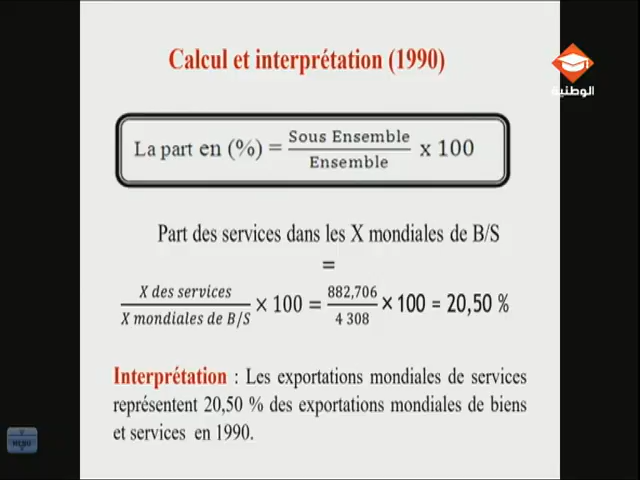 Calcul et interprétation (1990)
الوطنية
La part en (%) = Sous Ensemble / Ensemble x 100
Part des services dans les X mondiales de B/S
=
X des services / X mondiales de B/S × 100 = 882,706 / 4 308 × 100 = 20,50 %
Interprétation : Les exportations mondiales de services
représentent 20,50 % des exportations mondiales de biens
et services en 1990.
MENU